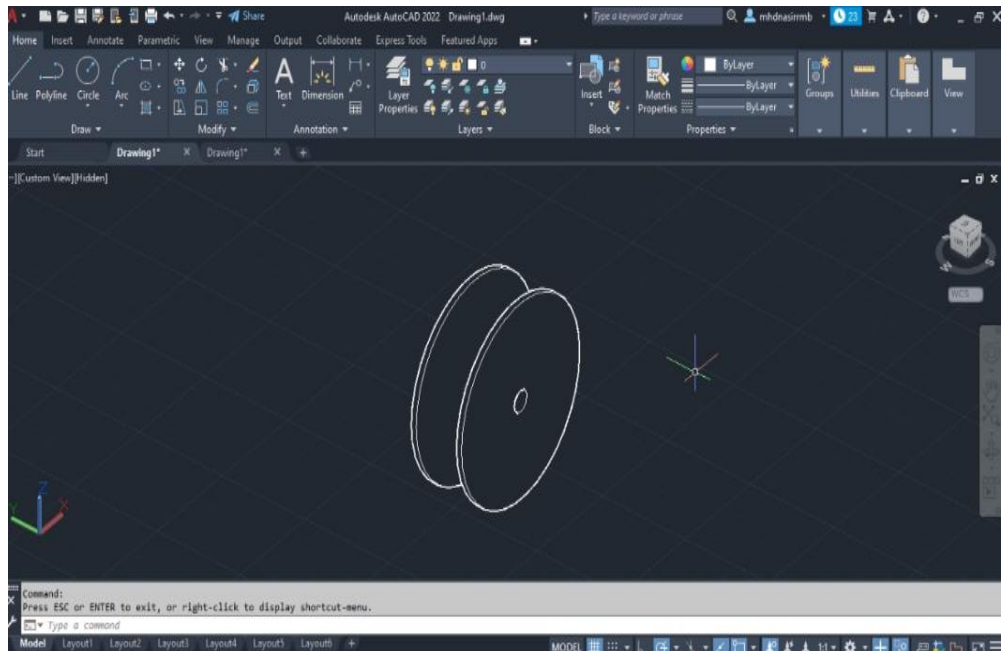 Share
Autodesk AutoCAD 2022 Drawing1.dwg
Type a keyword or phrase
mhdnasirmb
23
Home Insert Annotate Parametric View Manage Output Collaborate Express Tools Featured Apps
Line Polyline Circle Arc
Text Dimension
Layer Properties
0
Insert
Match Properties
ByLayer
ByLayer
ByLayer
Groups Utilities Clipboard View
Draw Modify Annotation Layers Block Properties
Start Drawing1* X Drawing1* X +
][Custom View][Hidden]
W S
WCS
Z
X
Y
Command:
Press ESC or ENTER to exit, or right-click to display shortcut-menu.
Type a command
Model Layout1 Layout2 Layout3 Layout4 Layout5 Layout6 +
MODEL 1:1